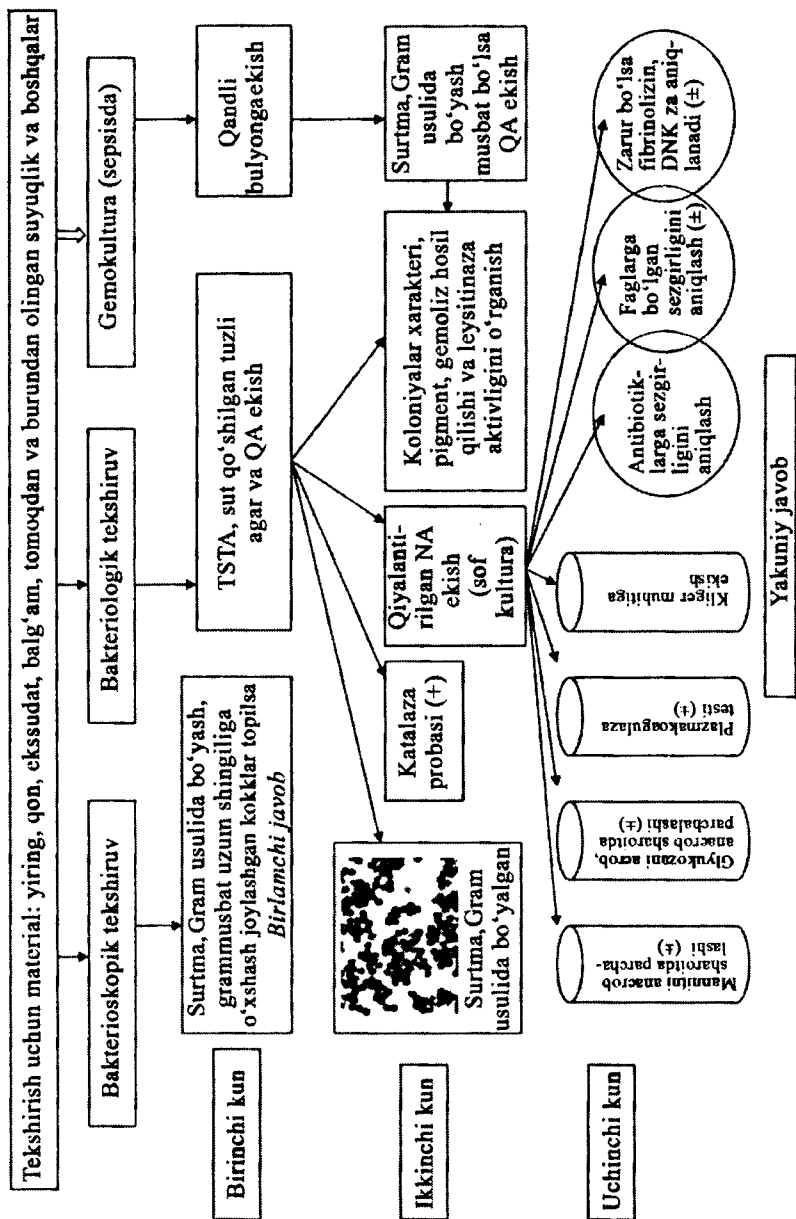 Tekshirish uchun material: yiring, qon, ekssudat, balg‘am, tomoqdan va burundan olingan suyuqlik va boshqalar
Bakterioskopik tekshiruv
Bakteriologik tekshiruv
Gemokultura (sepsisda)
Birinchi kun
Surtma, Gram usulida bo‘yash,
grammusbat uzum shingiliga
o‘xshash joylashgan kokklar topilsa
Birlamchi javob
TSTA, sut qo‘shilgan tuzli
agar va QA ekish
Qandli
bulyongaekish
Ikkinchi kun
Surtma, Gram
usulida bo‘yalgan
Katalaza
probasi (+)
Qiyalanti-
rilgan NA
ekish
(sof
kultura)
Koloniyalar xarakteri,
pigment, gemoliz hosil
qilishi va leysitinaza
aktivligini o‘rganish
Surtma, Gram
usulida
bo‘yash
musbat bo‘lsa
QA ekish
Uchinchi kun
Mannitni anaerob
sharoitda parcha-
lashi (±)
Glyukozani aerob,
anaerob sharoitda
parchalashi (±)
Plazmakoagulaza
testi (±)
Kliger muhitiga
ekish
Antibiotik-
larga sezgir-
ligini
aniqlash
Faglarga
bo‘lgan
sezgirligini
aniqlash (±)
Zarur bo‘lsa
fibrinolizin,
DNK za aniq-
lanadi (±)
Yakuniy javob